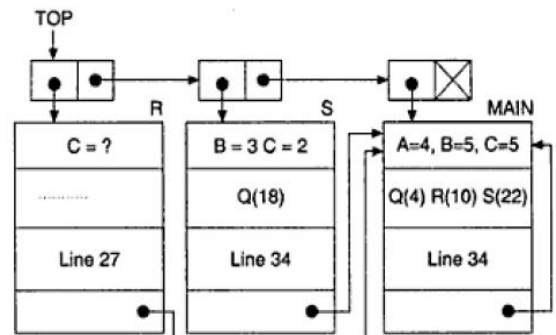 TOP
R
S
MAIN
C = ?
B = 3 C = 2
A=4, B=5, C=5
Q(18)
Q(4) R(10) S(22)
Line 27
Line 34
Line 34